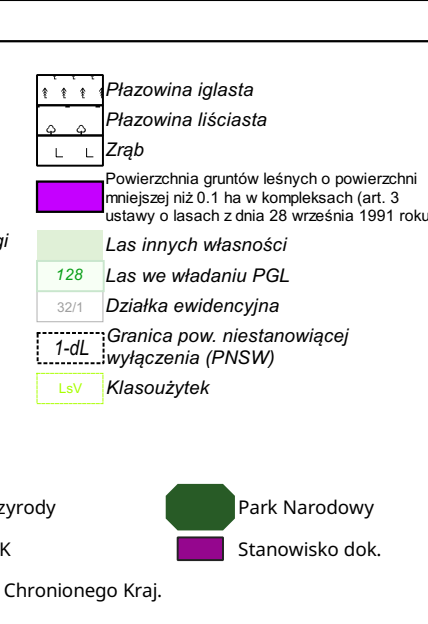 Płazowina iglasta
Płazowina liściasta
L L Zrąb
Powierzchnia gruntów leśnych o powierzchni
mniejszej niż 0.1 ha w kompleksach (art. 3
ustawy o lasach z dnia 28 września 1991 roku
gi
Las innych własności
128 Las we władaniu PGL
32/1 Działka ewidencyjna
1-dL Granica pow. niestanowiącej
wyłączenia (PNSW)
LsV Klasoużytek
zyrody Park Narodowy
K Stanowisko dok.
Chronionego Kraj.